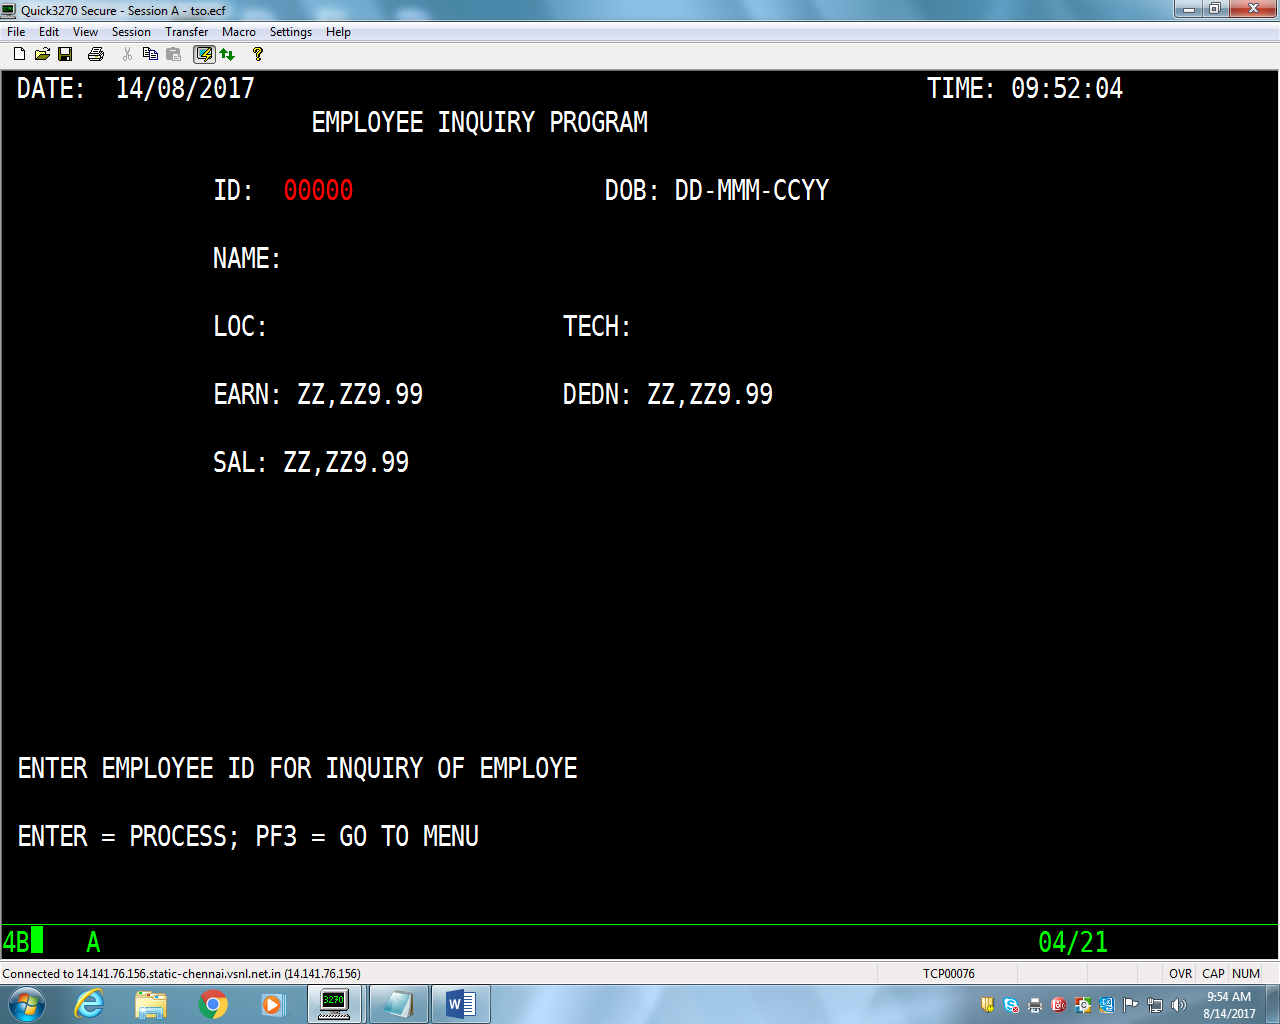 Quick3270 Secure - Session A - tso.ecf
File Edit View Session Transfer Macro Settings Help
DATE: 14/08/2017 TIME: 09:52:04
EMPLOYEE INQUIRY PROGRAM
ID: 00000 DOB: DD-MMM-CCYY
NAME:
LOC: TECH:
EARN: ZZ,ZZ9.99 DEDN: ZZ,ZZ9.99
SAL: ZZ,ZZ9.99
ENTER EMPLOYEE ID FOR INQUIRY OF EMPLOYE
ENTER = PROCESS; PF3 = GO TO MENU
4B A 04/21
Connected to 14.141.76.156.static-chennai.vsnl.net.in (14.141.76.156) TCP00076 OVR CAP NUM
3270
9:54 AM
8/14/2017